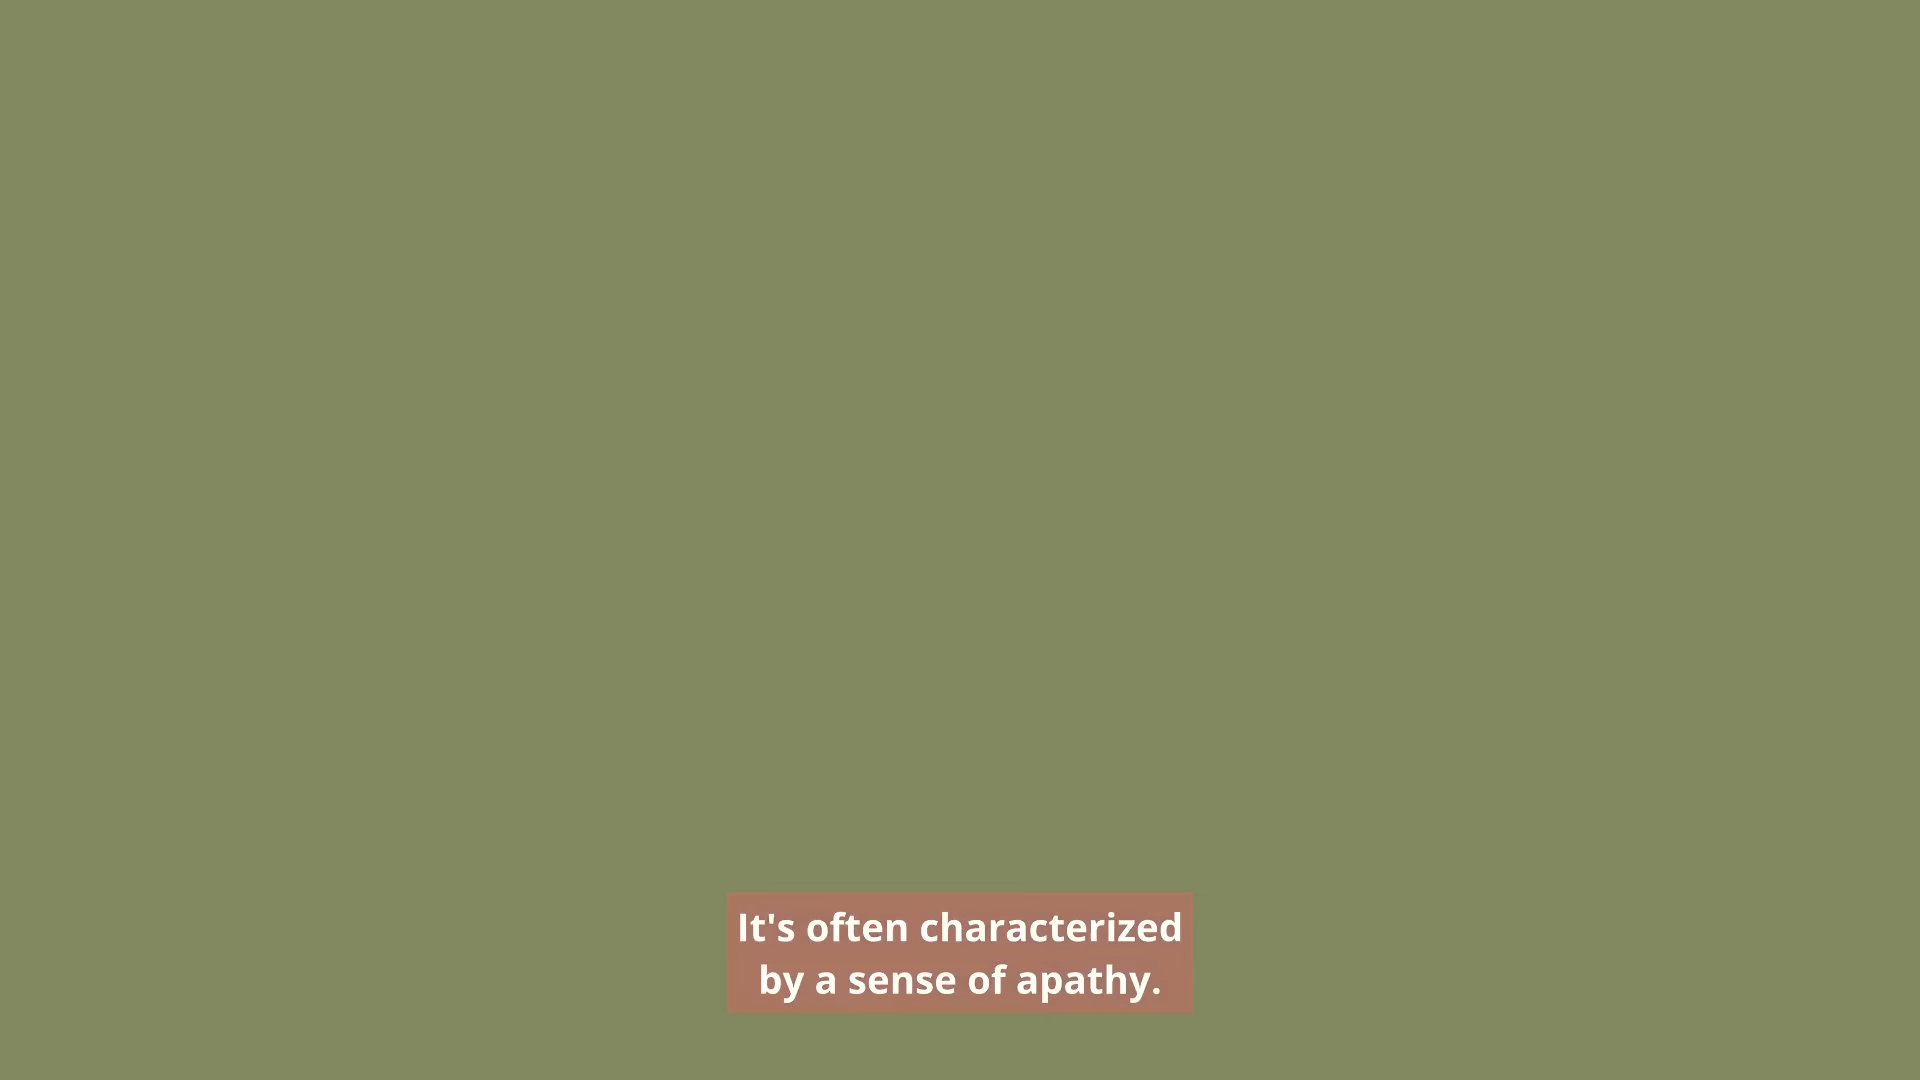 It's often characterized
by a sense of apathy.